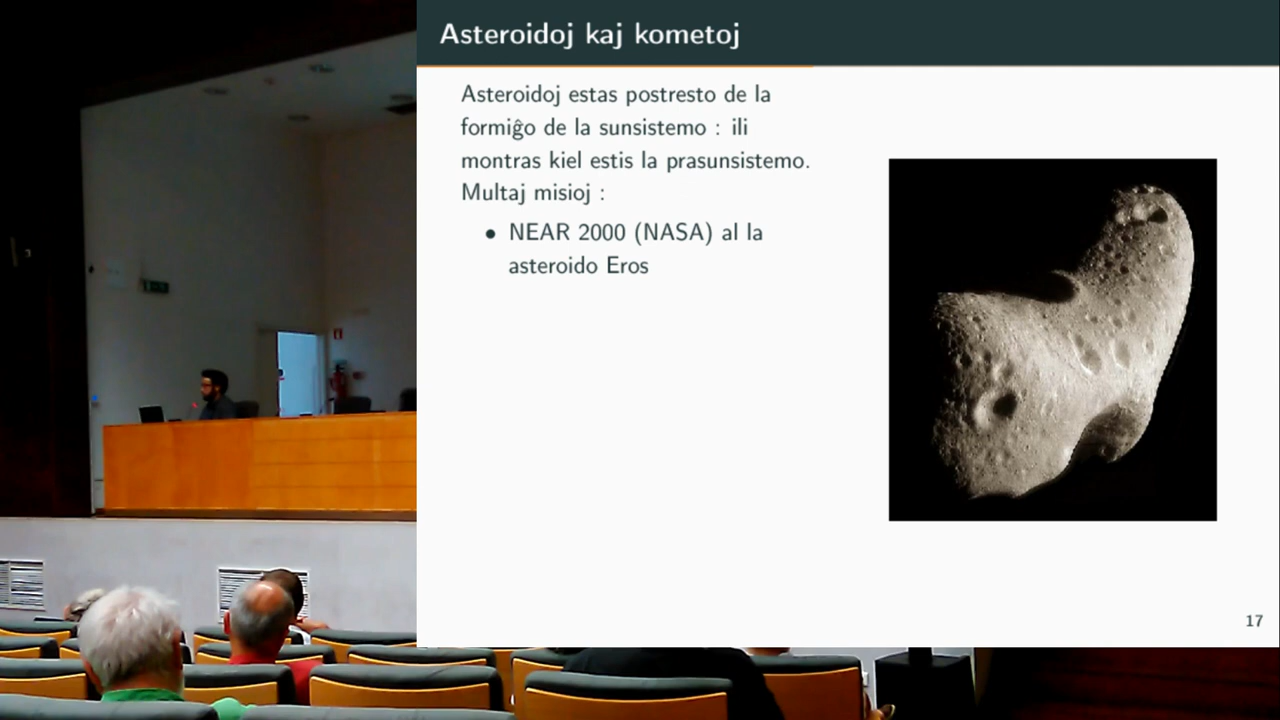 Asteroidoj kaj kometoj
Asteroidoj estas postresto de la
formiĝo de la sunsistemo : ili
montras kiel estis la prasunsistemo.
Multaj misioj :
• NEAR 2000 (NASA) al la
asteroido Eros
17